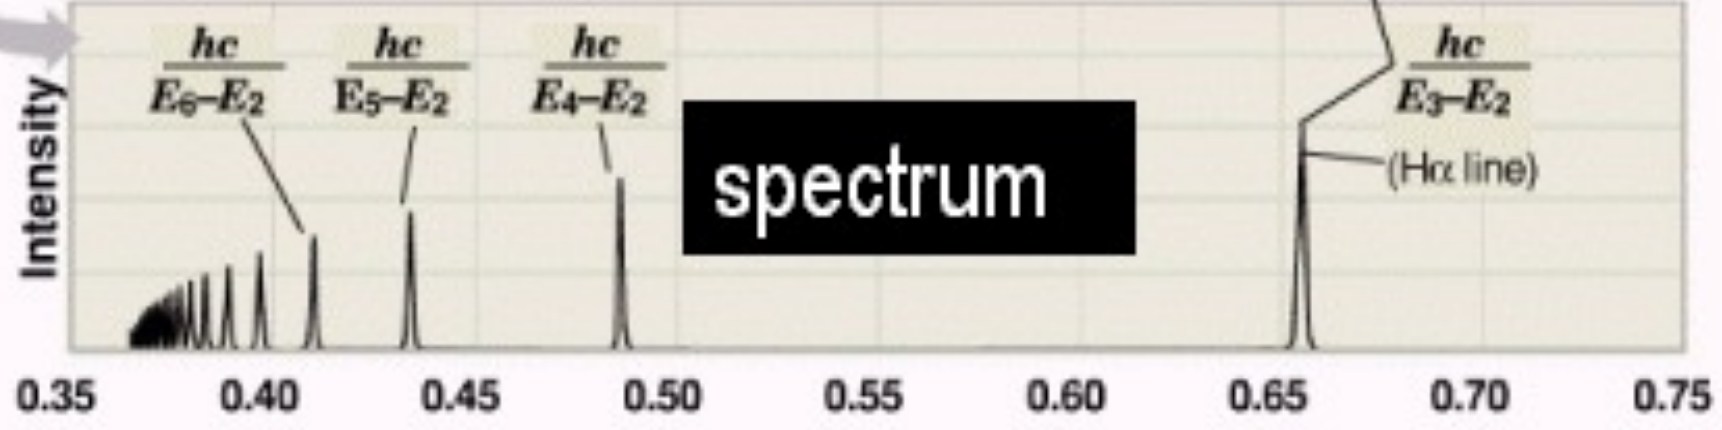 hc hc hc hc
E6–E2 E5–E2 E4–E2 E3–E2
spectrum
(Hα line)
Intensity
0.35 0.40 0.45 0.50 0.55 0.60 0.65 0.70 0.75